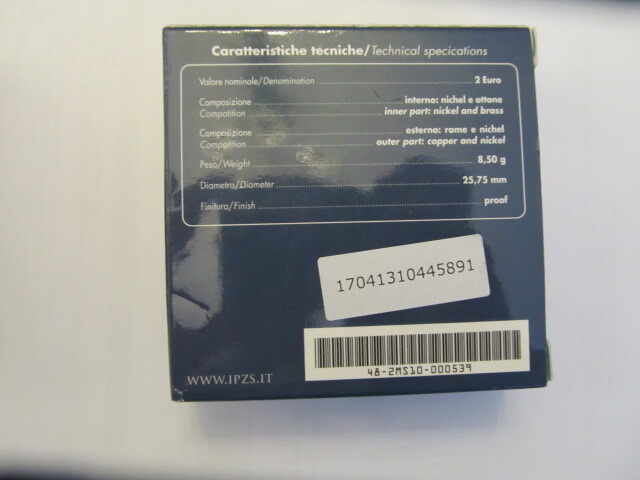 Caratteristiche tecniche/Technical specications
Valore nominale/Denomination 2 Euro
Composizione interno: nichel e ottone
Compotition inner part: nickel and brass
Composizione esterno: rame e nichel
Compotition outer part: copper and nickel
Peso/Weight 8,50 g
Diametro/Diameter 25,75 mm
Finitura/Finish proof
17041310445891
48-2MS10-000539
WWW.IPZS.IT